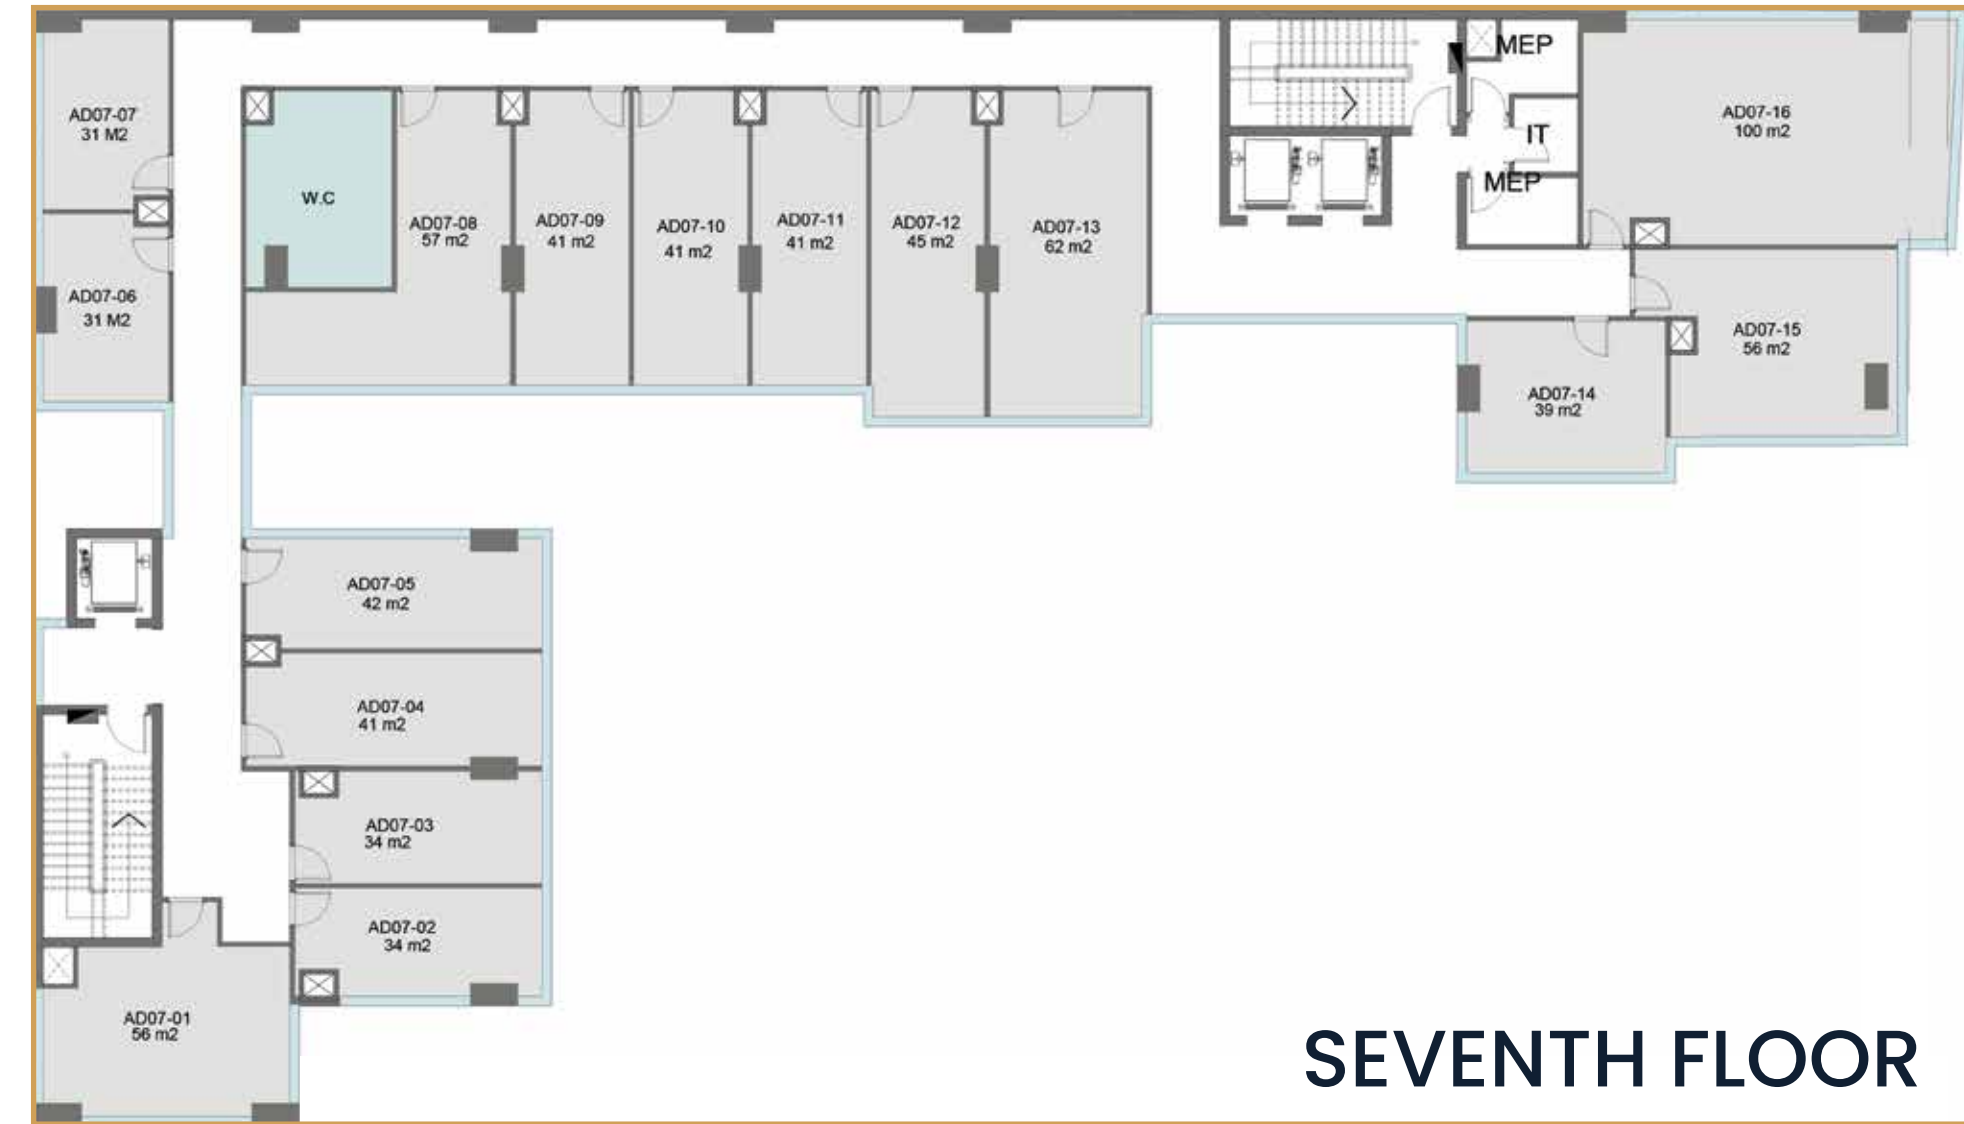 MEP
AD07-07
31 M2
AD07-16
100 m2
IT
MEP
W.C
AD07-08
57 m2
AD07-09
41 m2
AD07-10
41 m2
AD07-11
41 m2
AD07-12
45 m2
AD07-13
62 m2
AD07-06
31 M2
AD07-15
56 m2
AD07-14
39 m2
AD07-05
42 m2
AD07-04
41 m2
AD07-03
34 m2
AD07-02
34 m2
AD07-01
56 m2
SEVENTH FLOOR